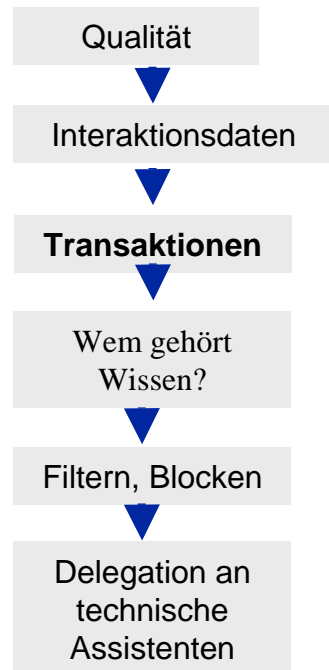 Qualität
Interaktionsdaten
Transaktionen
Wem gehört
Wissen?
Filtern, Blocken
Delegation an
technische
Assistenten